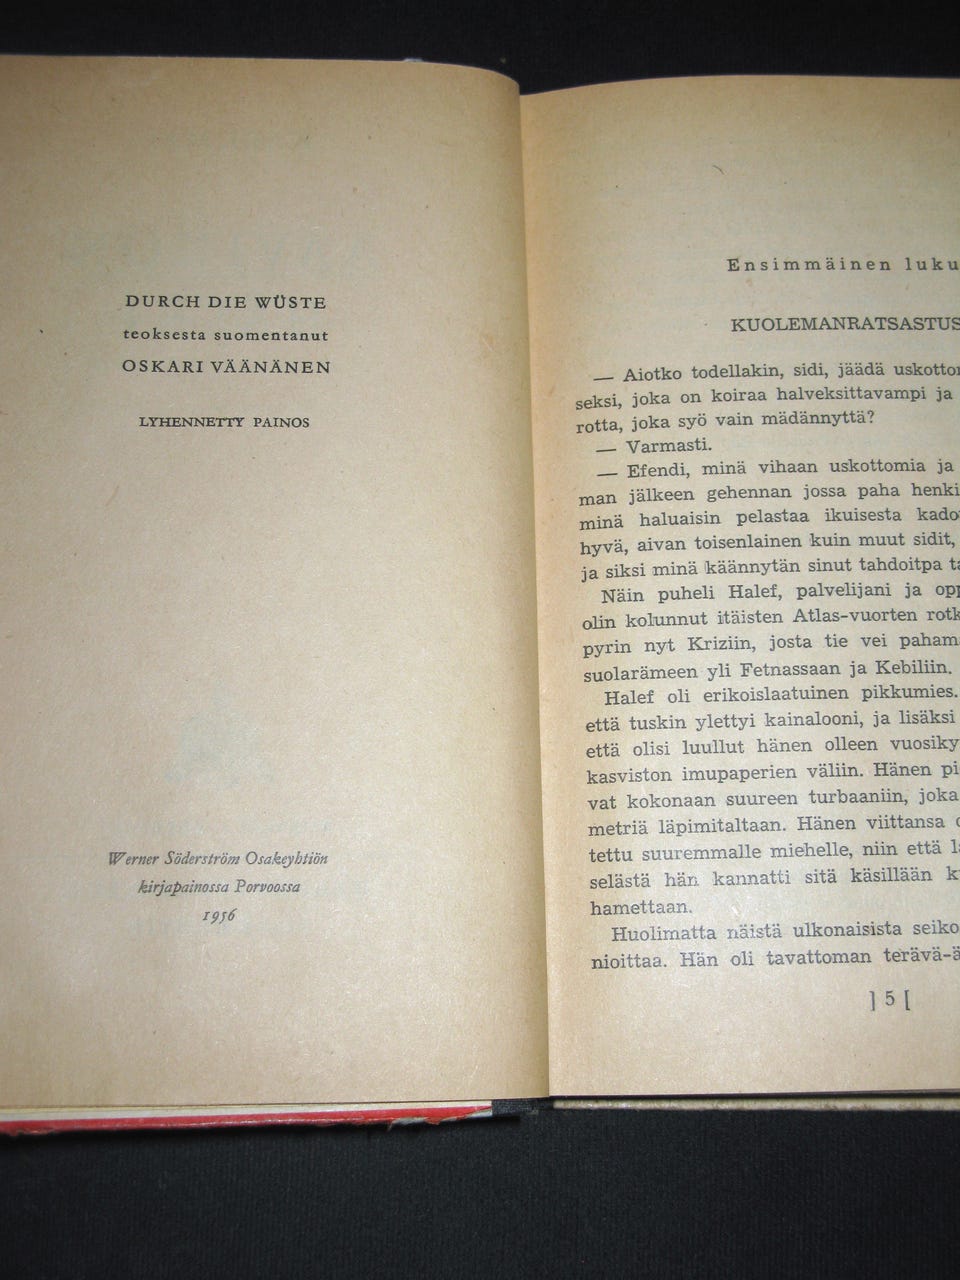 DURCH DIE WÜSTE
teoksesta suomentanut
OSKARI VÄÄNÄNEN
LYHENNETTY PAINOS
Werner Söderström Osakeyhtiön
kirjapainossa Porvoossa
1956
Ensimmäinen luku
KUOLEMANRATSASTUS
— Aiotko todellakin, sidi, jäädä
seksi, joka on koiraa halveksittavampi ja
rotta, joka syö vain mädännyttä?
— Varmasti.
— Efendi, minä vihaan uskottomia ja
man jälkeen gehennan jossa paha
minä haluaisin pelastaa ikuisesta
hyvä, aivan toisenlainen kuin muut sidit,
ja siksi minä käännytän sinut tahdoitpa
Näin puheli Halef, palvelijani ja
olin kolunnut itäisten Atlas-vuorten
pyrin nyt Kriziin, josta tie vei
suolarämeen yli Fetnassaan ja Kebiliin.
Halef oli erikoislaatuinen pikkumies.
että tuskin ylettyi kainalooni, ja lisäksi
että olisi luullut hänen olleen
kasviston imupaperien väliin. Hänen
vat kokonaan suureen turbaaniin, joka
metriä läpimitaltaan. Hänen viittansa
tettu suuremmalle miehelle, niin että
selästä hän kannatti sitä käsillään
hamettaan.
Huolimatta näistä ulkonaisista
nioittaa. Hän oli tavattoman
] 5 [